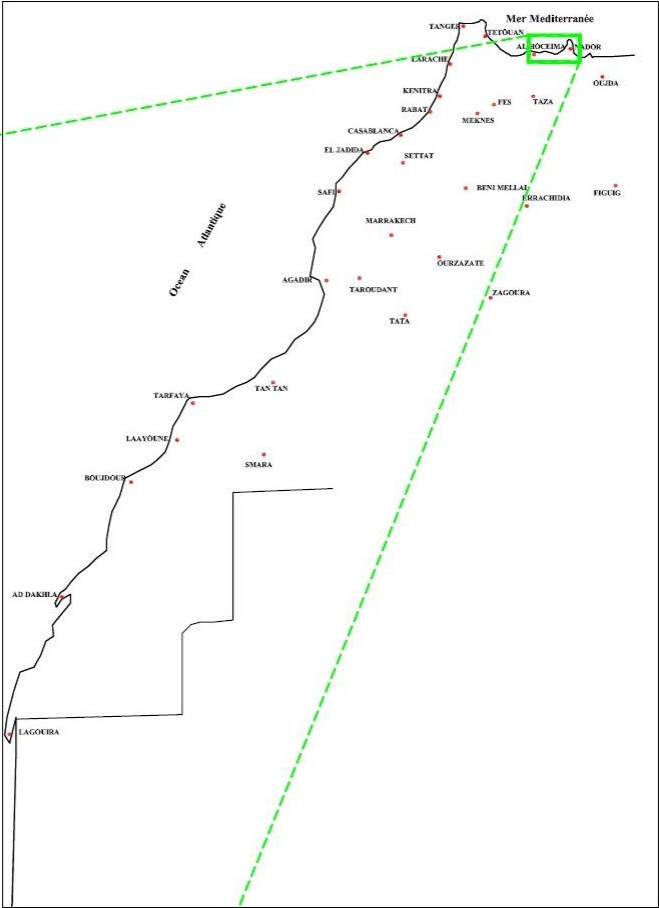 Mer Mediterranée
TANGER
TETÖUAN
AL HOCEIMA
NADOR
LARACHE
OUJDA
KENITRA
FES
TAZA
RABAT
MEKNES
CASABLANCA
EL JADIDA
SETTAT
SAFI
BENI MELLAL
ERRACHIDIA
FIGUIG
Ocean Atlantique
MARRAKECH
OURZAZATE
AGADIR
TAROUDANT
ZAGOURA
TATA
TAN TAN
TARFAYA
LAAYOUNE
SMARA
BOUJDOUR
AD DAKHLA
LAGOUIRA